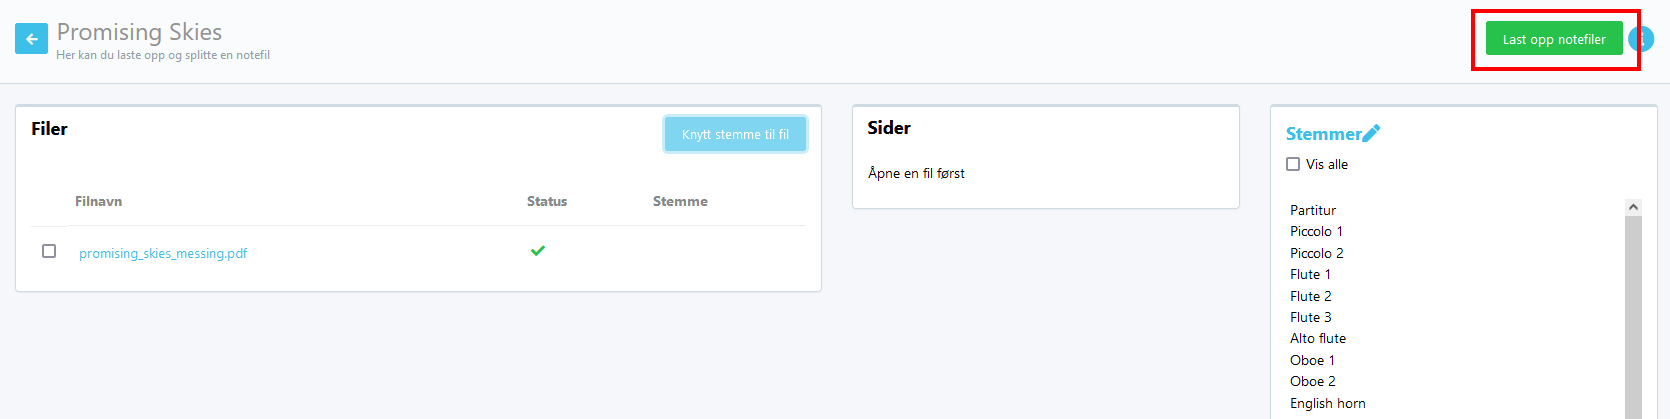 Promising Skies
Her kan du laste opp og splitte en notefil
Last opp notefiler
Filer
Knytt stemme til fil
Filnavn Status Stemme
promising_skies_messing.pdf
Sider
Åpne en fil først
Stemmer
Vis alle
Partitur
Piccolo 1
Piccolo 2
Flute 1
Flute 2
Flute 3
Alto flute
Oboe 1
Oboe 2
English horn